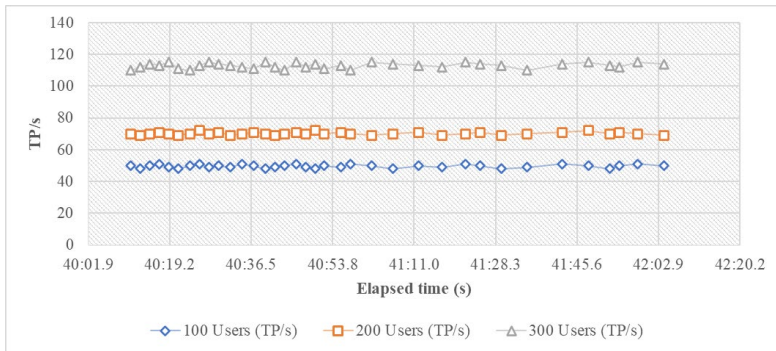 140
120
100
80
60
40
20
0
TP/s
40:01.9 40:19.2 40:36.5 40:53.8 41:11.0 41:28.3 41:45.6 42:02.9 42:20.2
Elapsed time (s)
100 Users (TP/s) 200 Users (TP/s) 300 Users (TP/s)